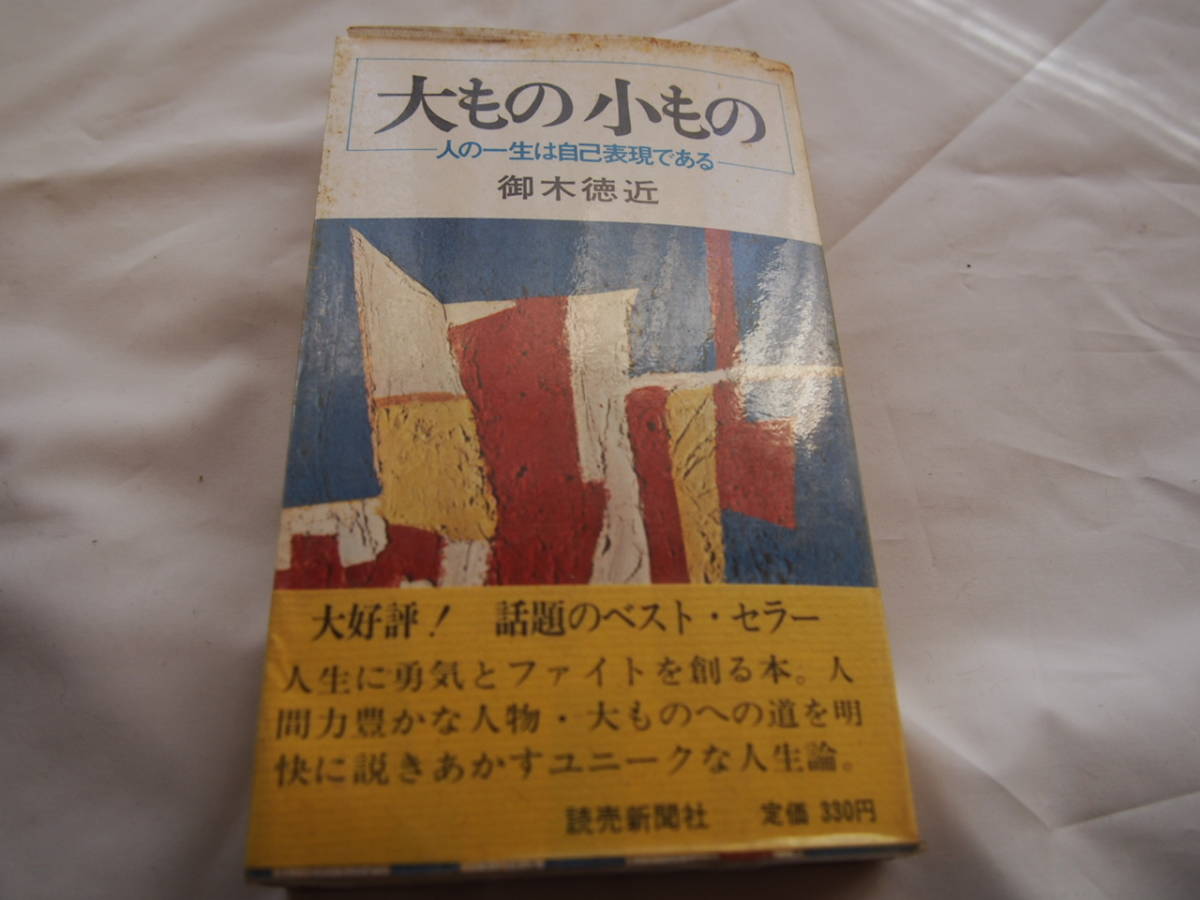 大もの 小もの
人の一生は自己表現である
御木徳近
大好評! 話題のベスト・セラー
人生に勇気とファイトを創る本。人
間力豊かな人物・大ものへの道を明
快に説きあかすユニークな人生論。
読売新聞社 定価 330円